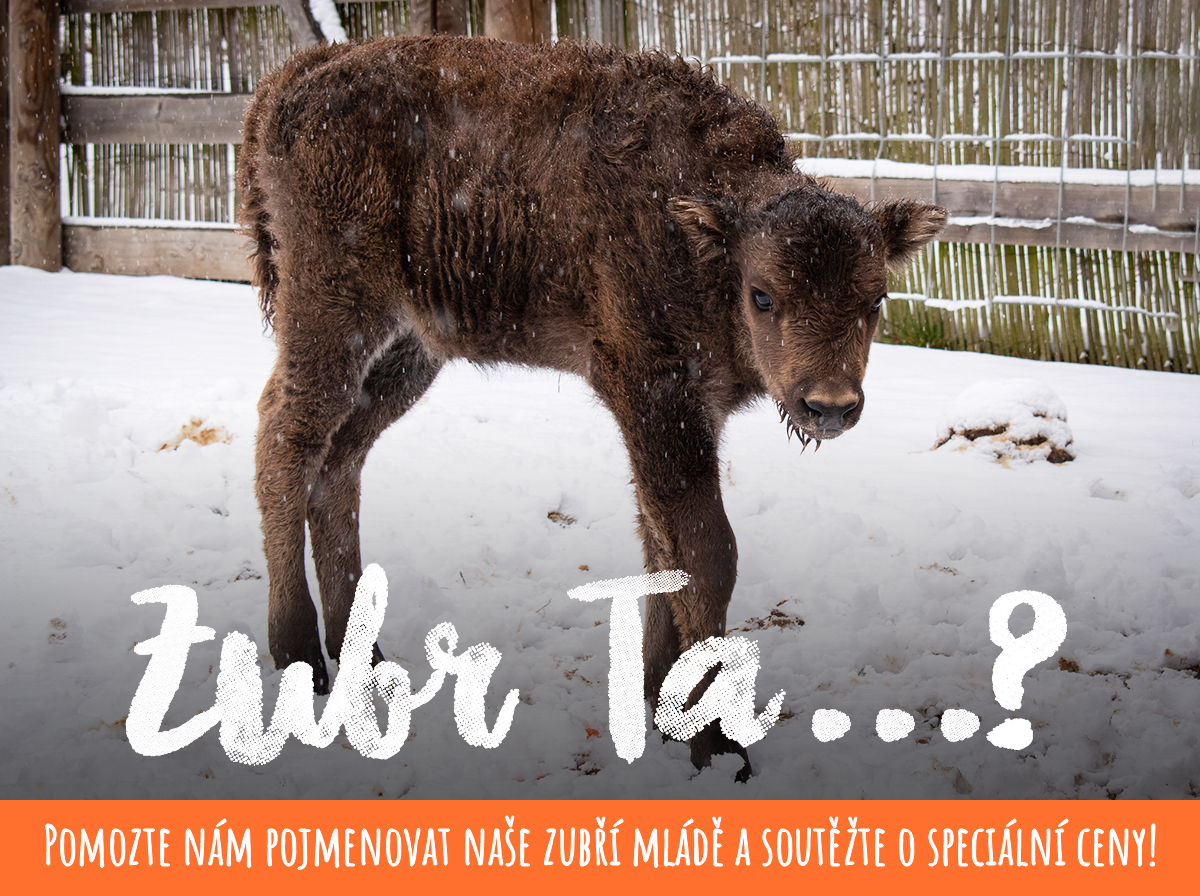 Zubr Ta...?
Pomozte nám pojmenovat naše zubří mládě a soutěžte o speciální ceny!